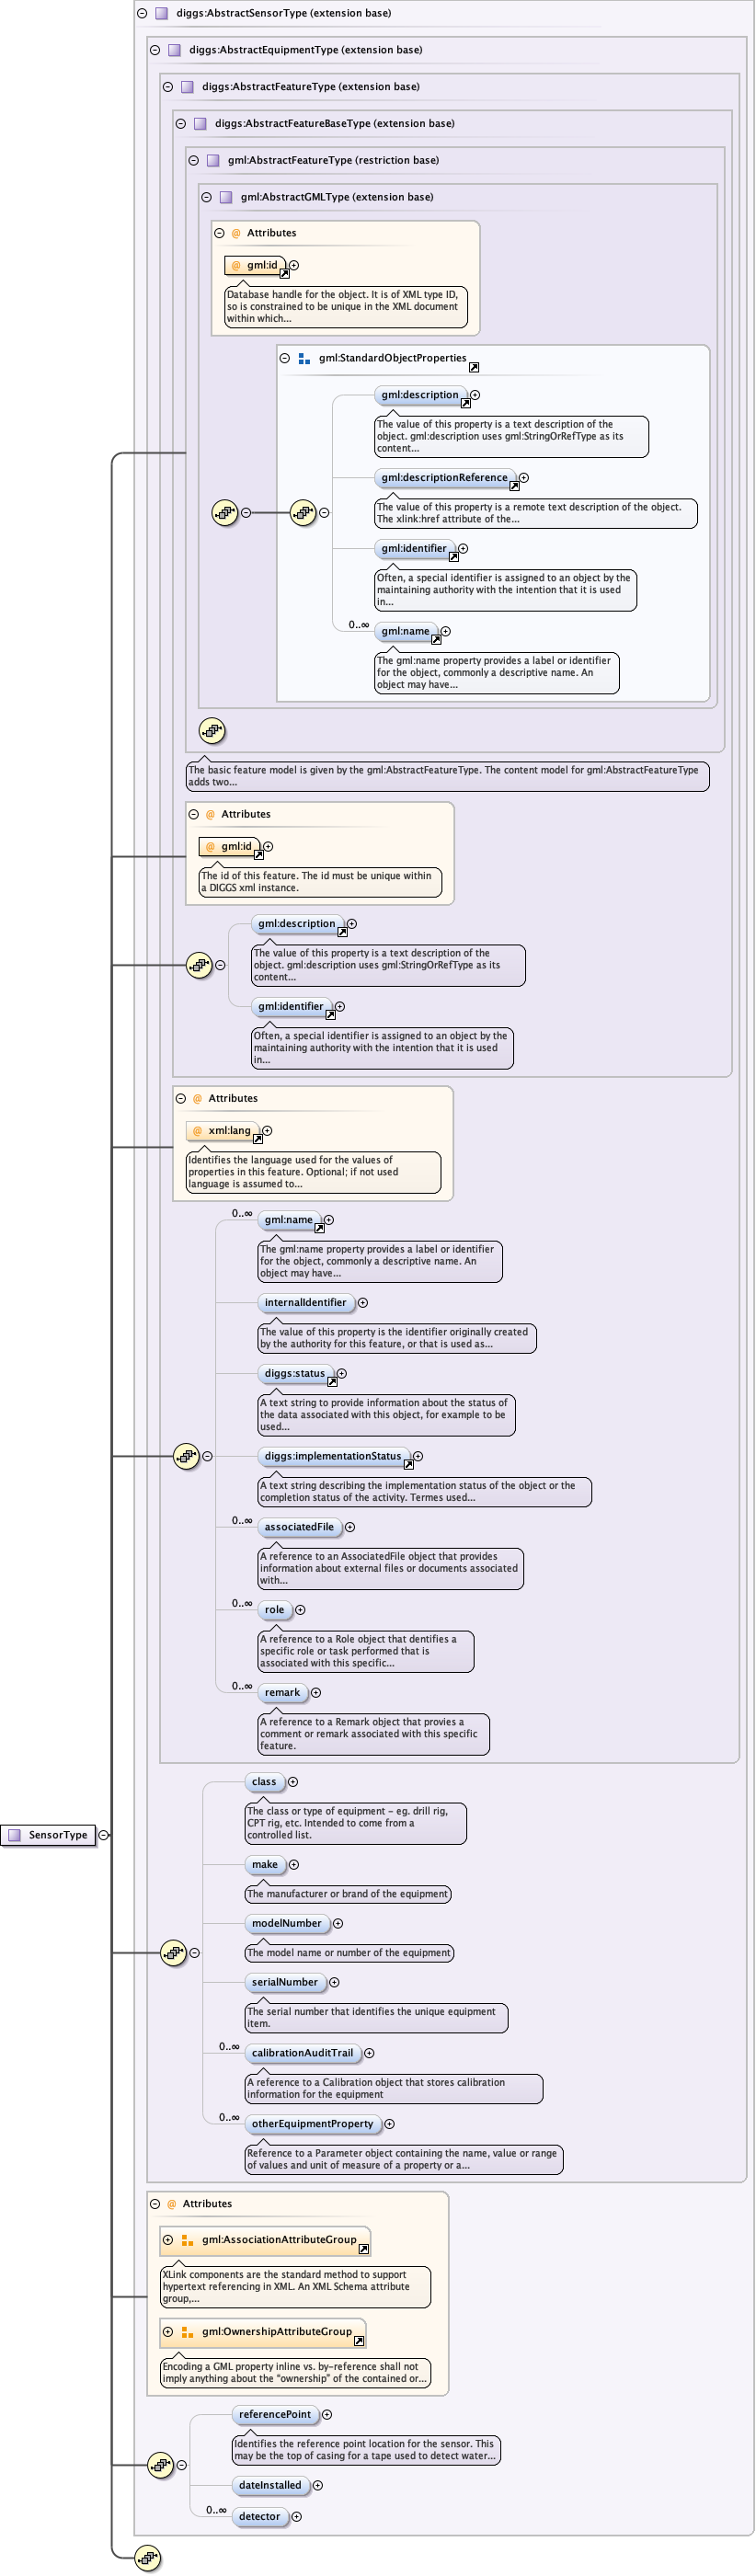 diggs:AbstractSensorType (extension base)
diggs:AbstractEquipmentType (extension base)
diggs:AbstractFeatureType (extension base)
diggs:AbstractFeatureBaseType (extension base)
gml:AbstractFeatureType (restriction base)
gml:AbstractGMLType (extension base)
@ Attributes
@ gml:id
Database handle for the object. It is of XML type ID,
so is constrained to be unique in the XML document
within which...
gml:StandardObjectProperties
gml:description
The value of this property is a text description of the
object. gml:description uses gml:StringOrRefType as its
content...
gml:descriptionReference
The value of this property is a remote text description of the object.
The xlink:href attribute of the...
gml:identifier
Often, a special identifier is assigned to an object by the
maintaining authority with the intention that it is used
in...
0..∞
gml:name
The gml:name property provides a label or identifier
for the object, commonly a descriptive name. An
object may have...
The basic feature model is given by the gml:AbstractFeatureType. The content model for gml:AbstractFeatureType
adds two...
@ Attributes
@ gml:id
The id of this feature. The id must be unique within
a DIGGS xml instance.
gml:description
The value of this property is a text description of the
object. gml:description uses gml:StringOrRefType as its
content...
gml:identifier
Often, a special identifier is assigned to an object by the
maintaining authority with the intention that it is used
in...
@ Attributes
@ xml:lang
Identifies the language used for the values of
properties in this feature. Optional; if not used
language is assumed to...
0..∞
gml:name
The gml:name property provides a label or identifier
for the object, commonly a descriptive name. An
object may have...
internalIdentifier
The value of this property is the identifier originally created
by the authority for this feature, or that is used as...
diggs:status
A text string to provide information about the status of
the data associated with this object, for example to be
used...
diggs:implementationStatus
A text string describing the implementation status of the object or the
completion status of the activity. Termes used...
0..∞
associatedFile
A reference to an AssociatedFile object that provides
information about external files or documents associated
with...
0..∞
role
A reference to a Role object that dentifies a
specific role or task performed that is
associated with this specific...
0..∞
remark
A reference to a Remark object that provies a
comment or remark associated with this specific
feature.
class
The class or type of equipment - eg. drill rig,
CPT rig, etc. Intended to come from a
controlled list.
SensorType
make
The manufacturer or brand of the equipment
modelNumber
The model name or number of the equipment
serialNumber
The serial number that identifies the unique equipment
item.
0..∞
calibrationAuditTrail
A reference to a Calibration object that stores calibration
information for the equipment
0..∞
otherEquipmentProperty
Reference to a Parameter object containing the name, value or range
of values and unit of measure of a property or a...
@ Attributes
gml:AssociationAttributeGroup
XLink components are the standard method to support
hypertext referencing in XML. An XML Schema attribute
group,...
gml:OwnershipAttributeGroup
Encoding a GML property inline vs. by-reference shall not
imply anything about the “ownership” of the contained or...
referencePoint
Identifies the reference point location for the sensor. This
may be the top of casing for a tape used to detect water...
dateInstalled
0..∞
detector